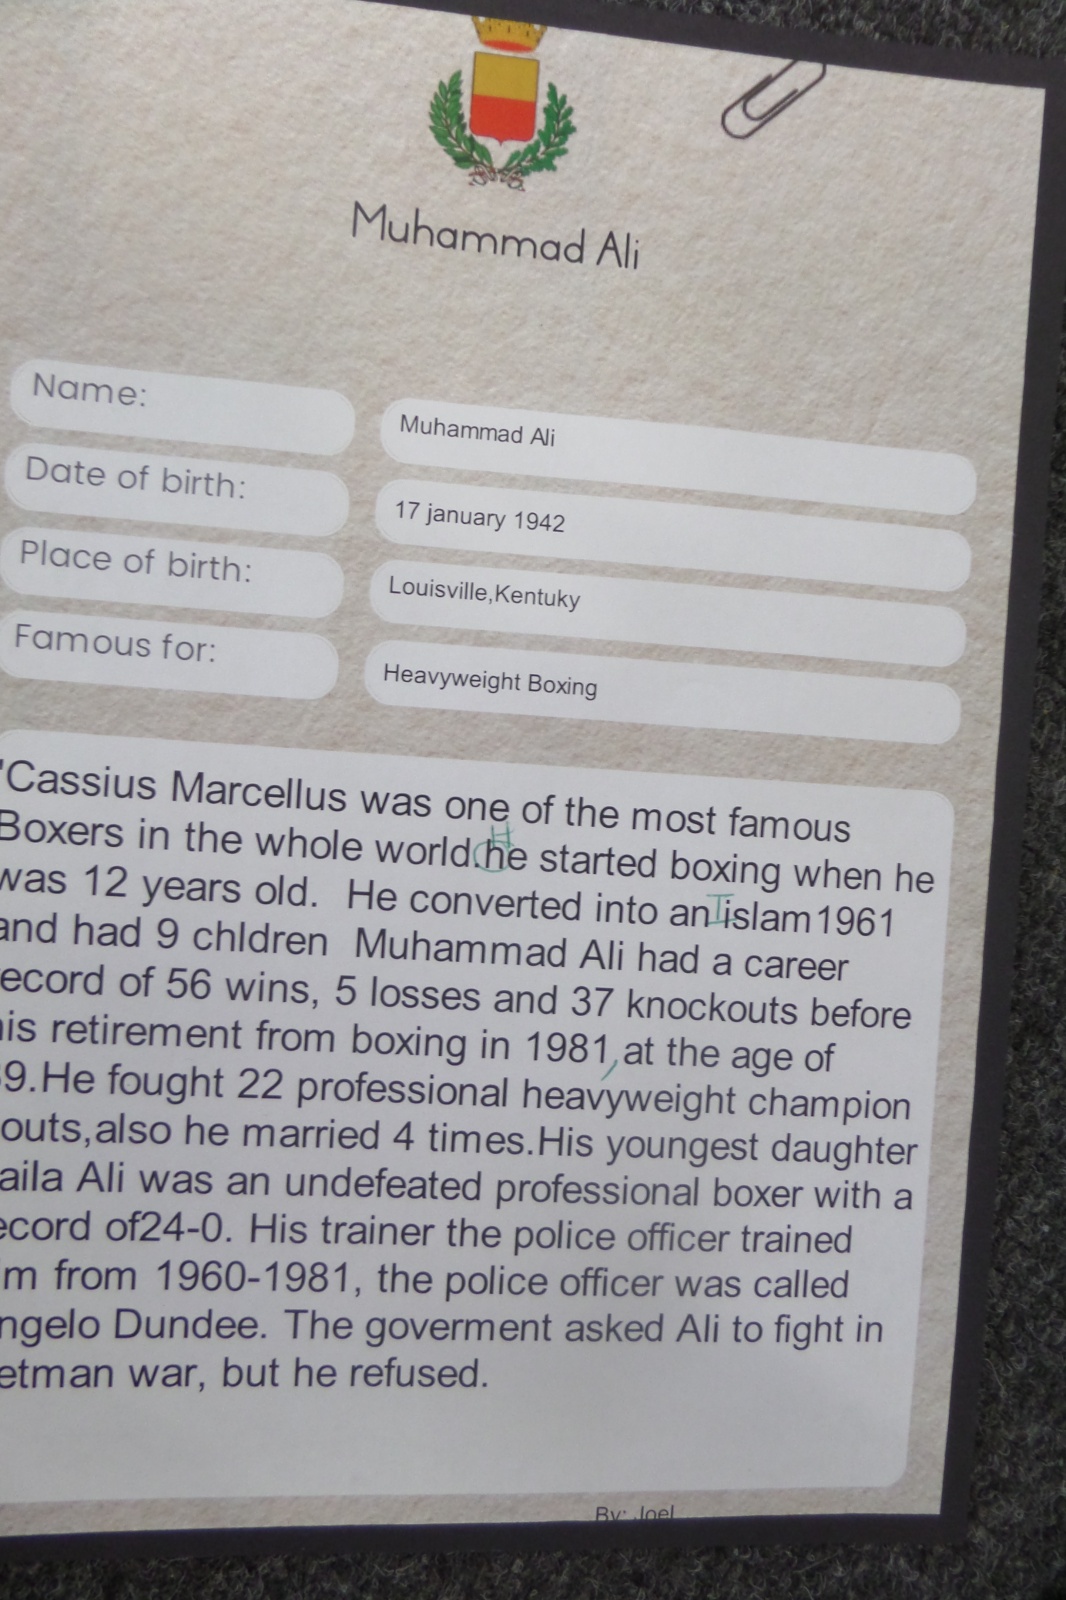 Muhammad Ali
Name:
Muhammad Ali
Date of birth:
17 january 1942
Place of birth:
Louisville,Kentuky
Famous for:
Heavyweight Boxing
'Cassius Marcellus was one of the most famous
Boxers in the whole world.he started boxing when he
H
was 12 years old. He converted into an islam1961
I
and had 9 chldren Muhammad Ali had a career
ecord of 56 wins, 5 losses and 37 knockouts before
is retirement from boxing in 1981,at the age of
9.He fought 22 professional heavyweight champion
outs,also he married 4 times.His youngest daughter
aila Ali was an undefeated professional boxer with a
ecord of24-0. His trainer the police officer trained
m from 1960-1981, the police officer was called
ngelo Dundee. The goverment asked Ali to fight in
etman war, but he refused.
By: Joel